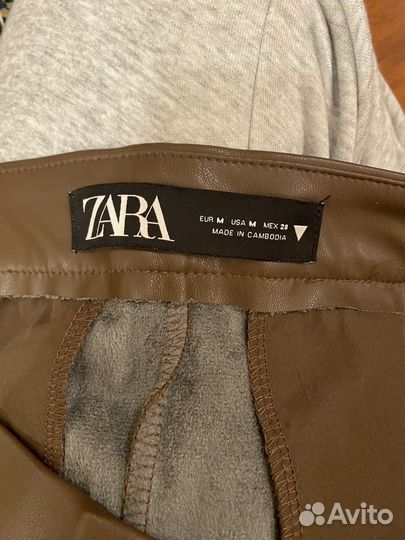 ZARA
EUR M USA M MEX 28
MADE IN CAMBODIA
Avito